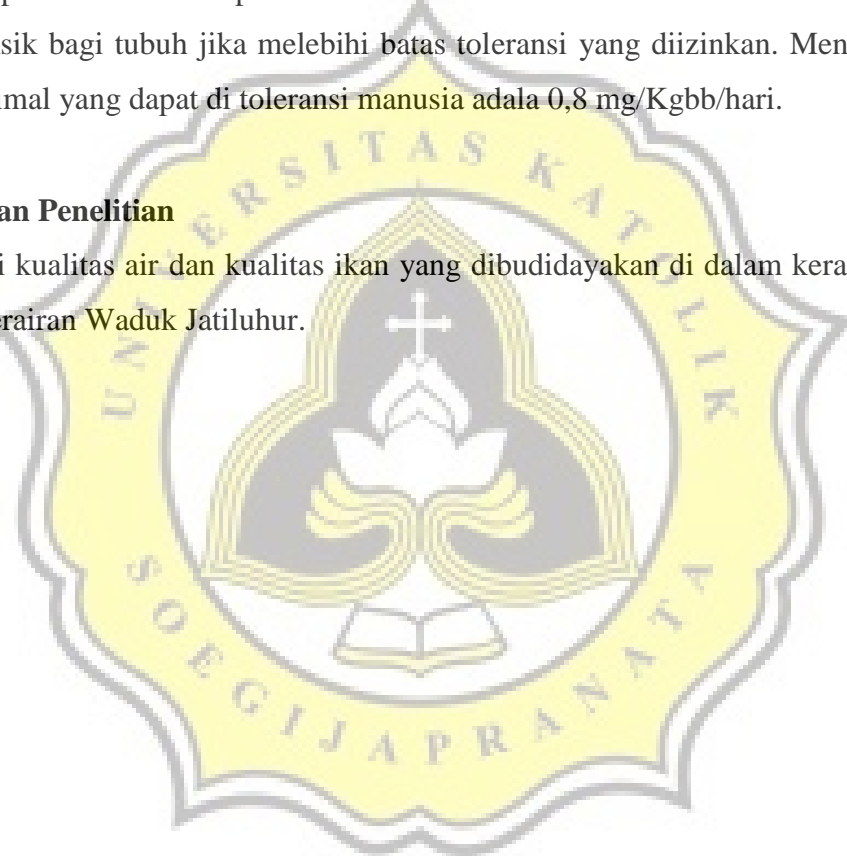 sik bagi tubuh jika melebihi batas toleransi yang diizinkan. Men
imal yang dapat di toleransi manusia adala 0,8 mg/Kgbb/hari.
an Penelitian
i kualitas air dan kualitas ikan yang dibudidayakan di dalam kera
erairan Waduk Jatiluhur.
UNIVERSITAS KATOLIK
SOEGIJAPRANATA